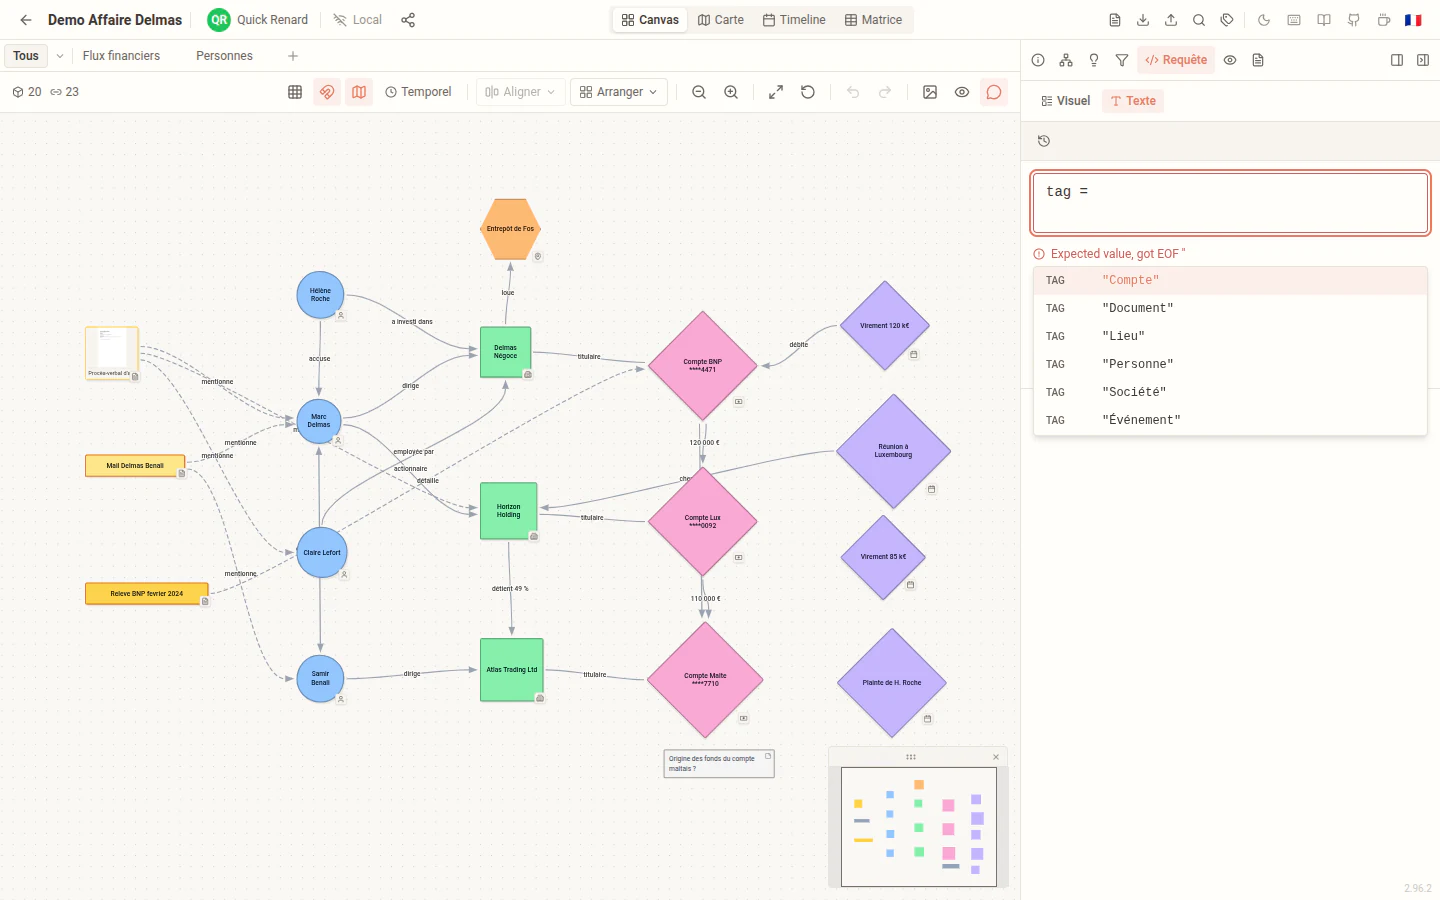 Demo Affaire Delmas
QR
Quick Renard
Local
Canvas
Carte
Timeline
Matrice
Tous
Flux financiers
Personnes
20
23
Temporel
Aligner
Arranger
Requête
Visuel
Texte
tag =
Expected value, got EOF "
TAG "Compte"
TAG "Document"
TAG "Lieu"
TAG "Personne"
TAG "Société"
TAG "Événement"
Entrepôt de Fos
loue
Hélène
Roche
a investi dans
accuse
Delmas
Négoce
titulaire
Compte BNP
****4471
débite
Virement 120 k€
Procès-verbal
mentionne
dirige
Marc
Delmas
mentionne
mentionne
Mail Delmas Benali
employée par
actionnaire
détaille
120 000 €
Réunion à
Luxembourg
Horizon
Holding
titulaire
Compte Lux
****0092
Claire Lefort
mentionne
Releve BNP fevrier 2024
détient 49 %
110 000 €
Virement 85 k€
Samir
Benali
dirige
Atlas Trading Ltd
titulaire
Compte Malte
****7710
Plainte de H. Roche
Origine des fonds du compte
maltais ?
2.96.2